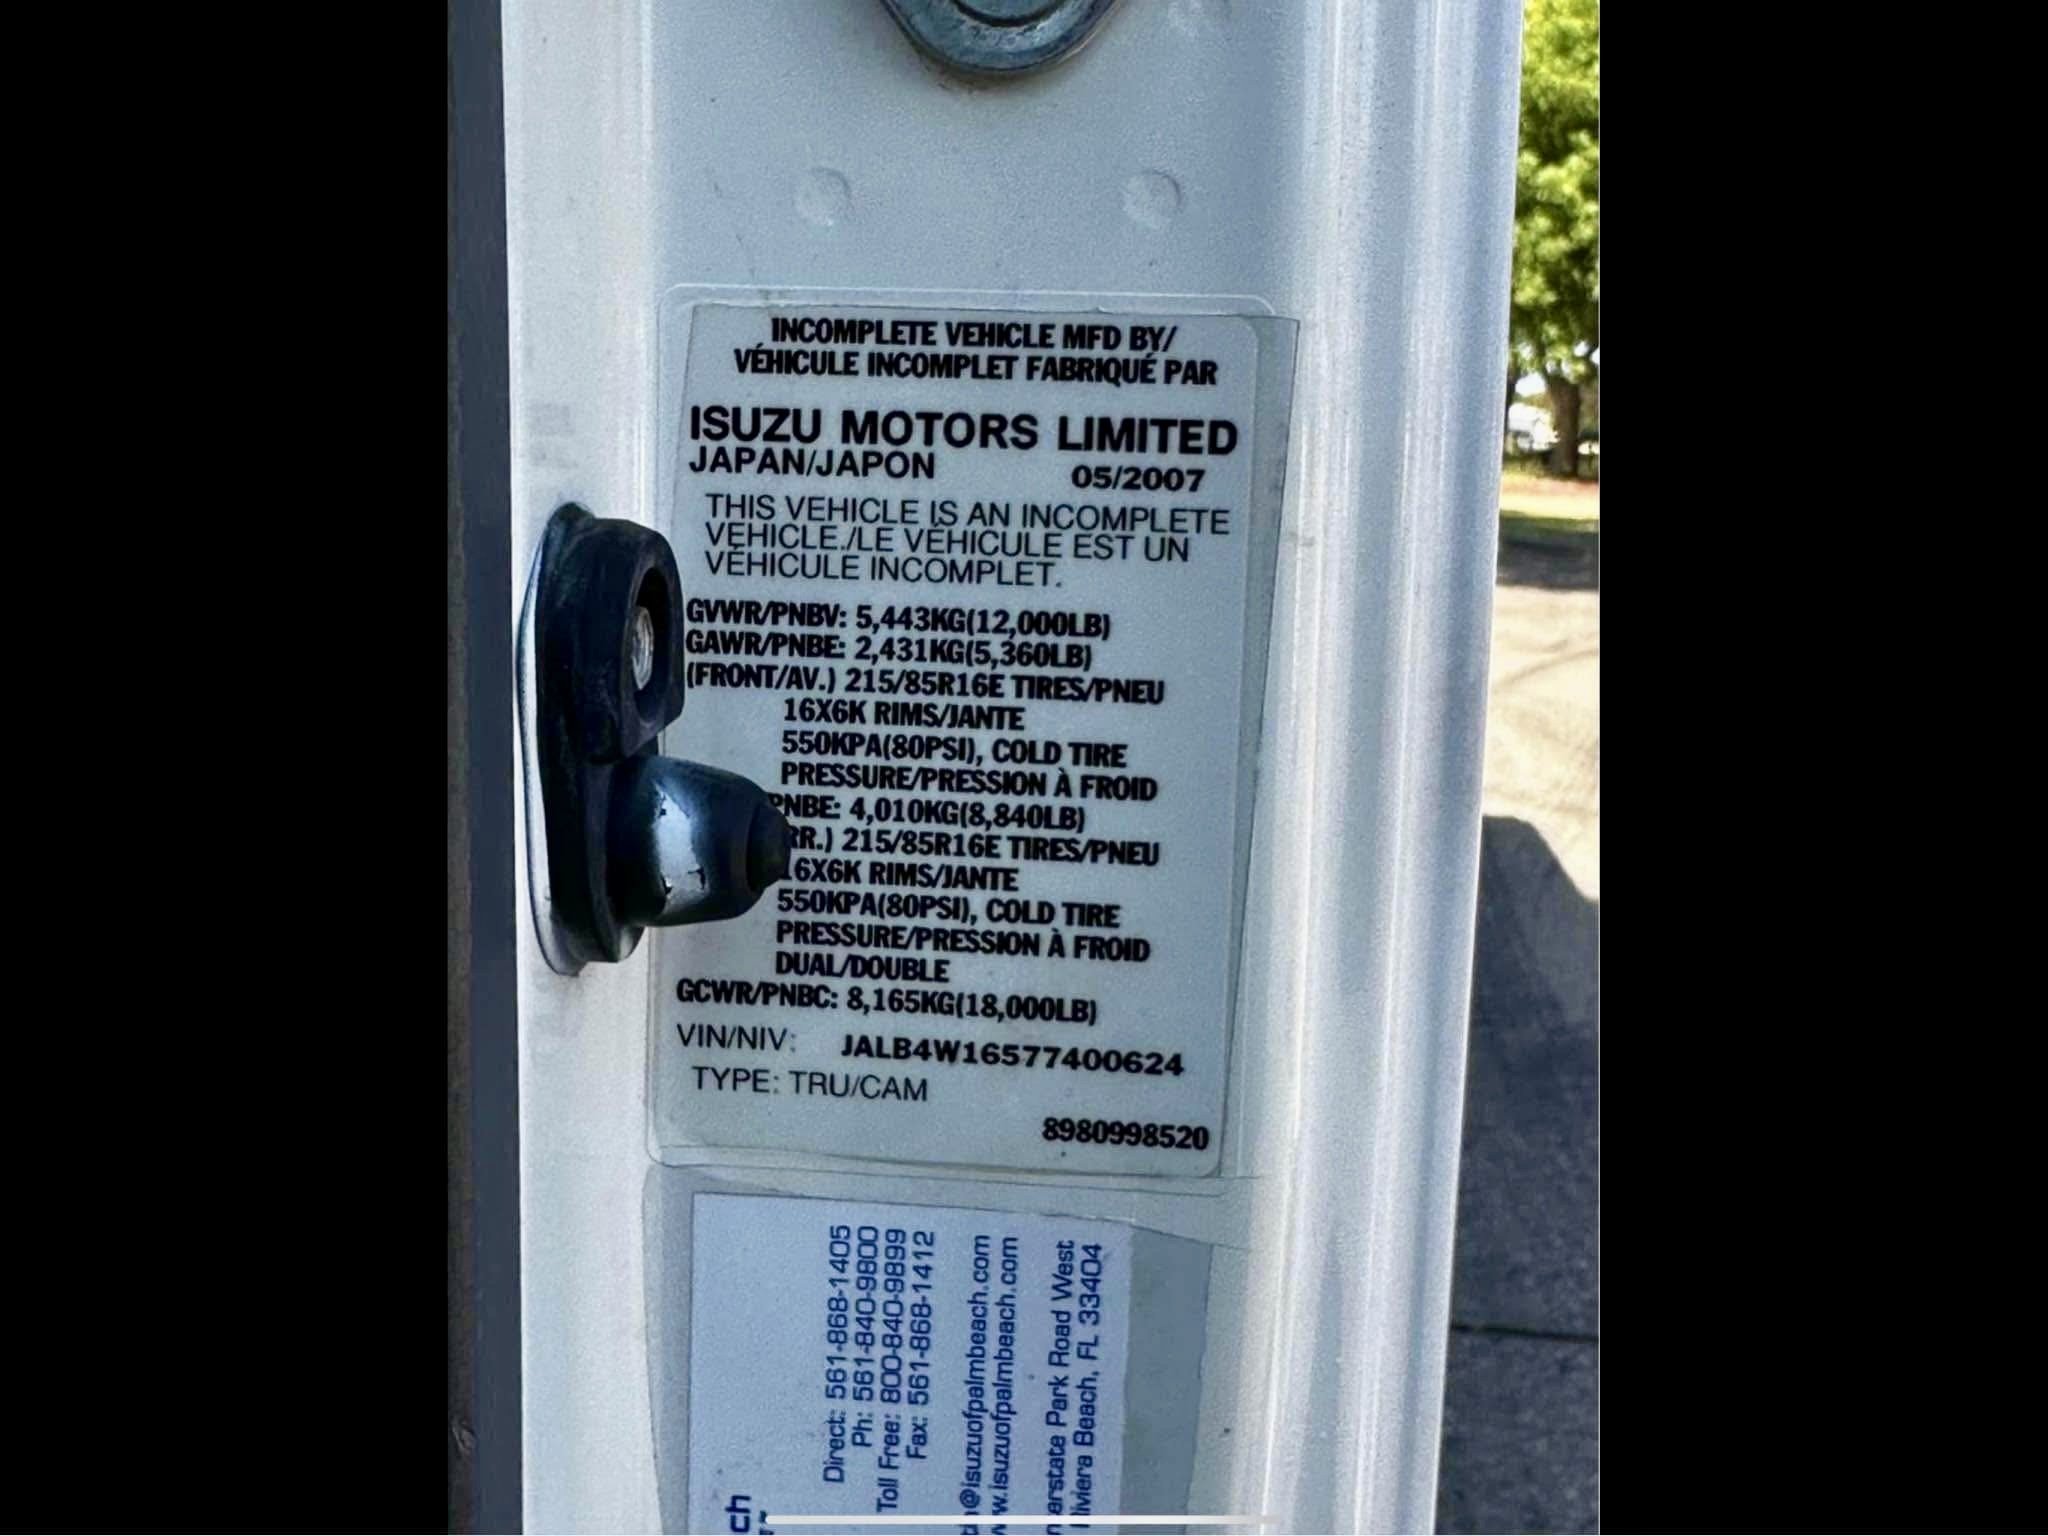 INCOMPLETE VEHICLE MFD BY/
VÉHICULE INCOMPLET FABRIQUÉ PAR
ISUZU MOTORS LIMITED
JAPAN/JAPON 05/2007
THIS VEHICLE IS AN INCOMPLETE
VEHICLE./LE VÉHICULE EST UN
VÉHICULE INCOMPLET.
GVWR/PNBV: 5,443KG(12,000LB)
GAWR/PNBE: 2,431KG(5,360LB)
(FRONT/AV.) 215/85R16E TIRES/PNEU
16X6K RIMS/JANTE
550KPA(80PSI), COLD TIRE
PRESSURE/PRESSION À FROID
PNBE: 4,010KG(8,840LB)
RR.) 215/85R16E TIRES/PNEU
16X6K RIMS/JANTE
550KPA(80PSI), COLD TIRE
PRESSURE/PRESSION À FROID
DUAL/DOUBLE
GCWR/PNBC: 8,165KG(18,000LB)
VIN/NIV: JALB4W16577400624
TYPE: TRU/CAM
8980998520
ch
Direct: 561-868-1405
Ph: 561-840-9800
Toll Free: 800-840-9899
Fax: 561-868-1412
@isuzuofpalmbeach.com
w.isuzuofpalmbeach.com
erstate Park Road West
Riviera Beach, FL 33404